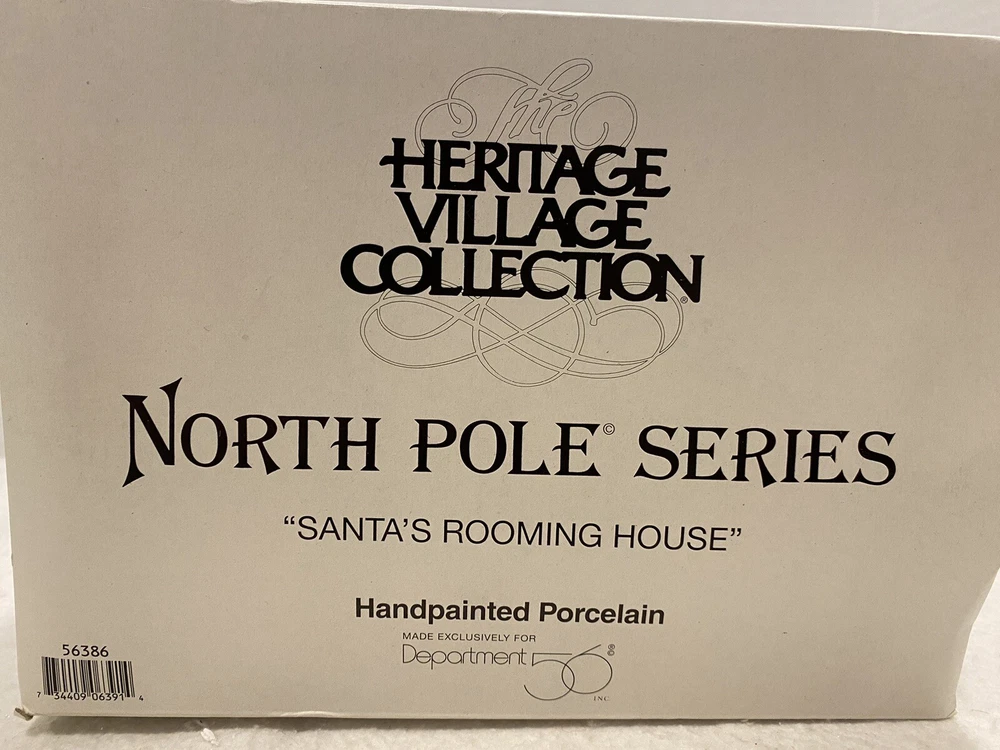 The
HERITAGE
VILLAGE
COLLECTION®
NORTH POLE© SERIES
“SANTA’S ROOMING HOUSE”
Handpainted Porcelain
MADE EXCLUSIVELY FOR
Department 56 ©® INC
56386
7 34409 06391 4